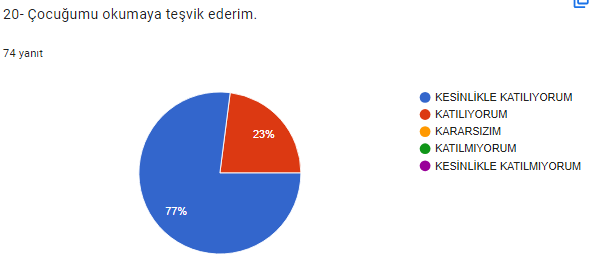 20- Çocuğumu okumaya teşvik ederim.
74 yanıt
KESİNLİKLE KATILIYORUM
KATILIYORUM
KARARSIZIM
KATILMIYORUM
KESİNLİKLE KATILMIYORUM
23%
77%